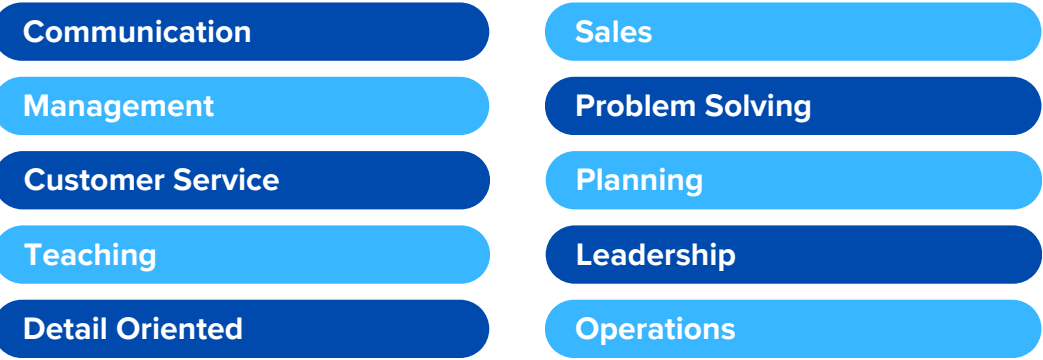 Communication
Management
Customer Service
Teaching
Detail Oriented
Sales
Problem Solving
Planning
Leadership
Operations